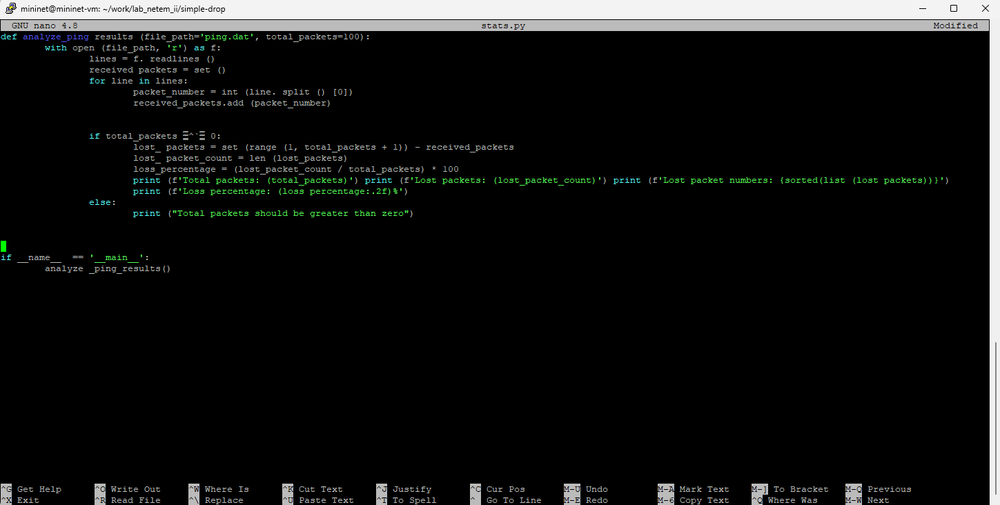 mininet@mininet-vm: ~/work/lab_netem_ii/simple-drop
GNU nano 4.8 stats.py Modified
def analyze_ping results (file_path='ping.dat', total_packets=100):
with open (file_path, 'r') as f:
lines = f. readlines ()
received packets = set ()
for line in lines:
packet_number = int (line. split () [0])
received_packets.add (packet_number)
if total_packets 0:
lost_ packets = set (range (1, total_packets + 1)) - received_packets
lost_ packet_count = len (lost_packets)
loss_percentage = (lost_packet_count / total_packets) * 100
print (f'Total packets: (total_packets)') print (f'Lost packets: (lost_packet_count)') print (f'Lost packet numbers: {sorted(list (lost packets))}')
print (f'Loss percentage: (loss percentage:.2f)%')
else:
print ("Total packets should be greater than zero")
if __name__  == '__main__':
analyze _ping_results()
^G Get Help ^O Write Out ^W Where Is ^K Cut Text ^J Justify ^C Cur Pos M-U Undo M-A Mark Text M-] To Bracket M-Q Previous
^X Exit ^R Read File ^\ Replace ^U Paste Text ^T To Spell ^_ Go To Line M-E Redo M-6 Copy Text ^Q Where Was M-W Next